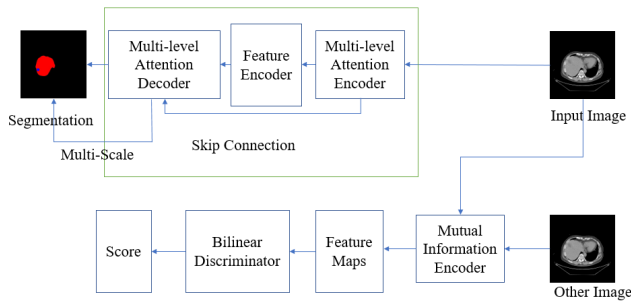 Multi-level
Attention
Decoder
Feature
Encoder
Multi-level
Attention
Encoder
Segmentation
Input Image
Multi-Scale
Skip Connection
Score
Bilinear
Discriminator
Feature
Maps
Mutual
Information
Encoder
Other Image